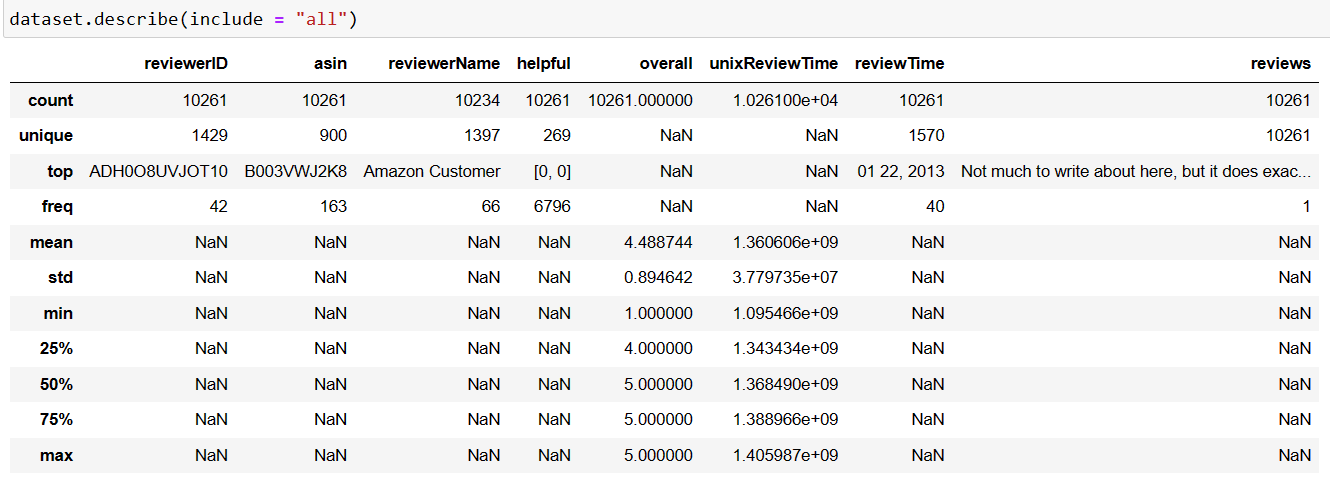 dataset.describe(include = "all")
reviewerID asin reviewerName helpful overall unixReviewTime reviewTime reviews
count 10261 10261 10234 10261 10261.000000 1.026100e+04 10261 10261
unique 1429 900 1397 269 NaN NaN 1570 10261
top ADH0O8UVJOT10 B003VWJ2K8 Amazon Customer [0, 0] NaN NaN 01 22, 2013 Not much to write about here, but it does exac...
freq 42 163 66 6796 NaN NaN 40 1
mean NaN NaN NaN NaN 4.488744 1.360606e+09 NaN NaN
std NaN NaN NaN NaN 0.894642 3.779735e+07 NaN NaN
min NaN NaN NaN NaN 1.000000 1.095466e+09 NaN NaN
25% NaN NaN NaN NaN 4.000000 1.343434e+09 NaN NaN
50% NaN NaN NaN NaN 5.000000 1.368490e+09 NaN NaN
75% NaN NaN NaN NaN 5.000000 1.388966e+09 NaN NaN
max NaN NaN NaN NaN 5.000000 1.405987e+09 NaN NaN